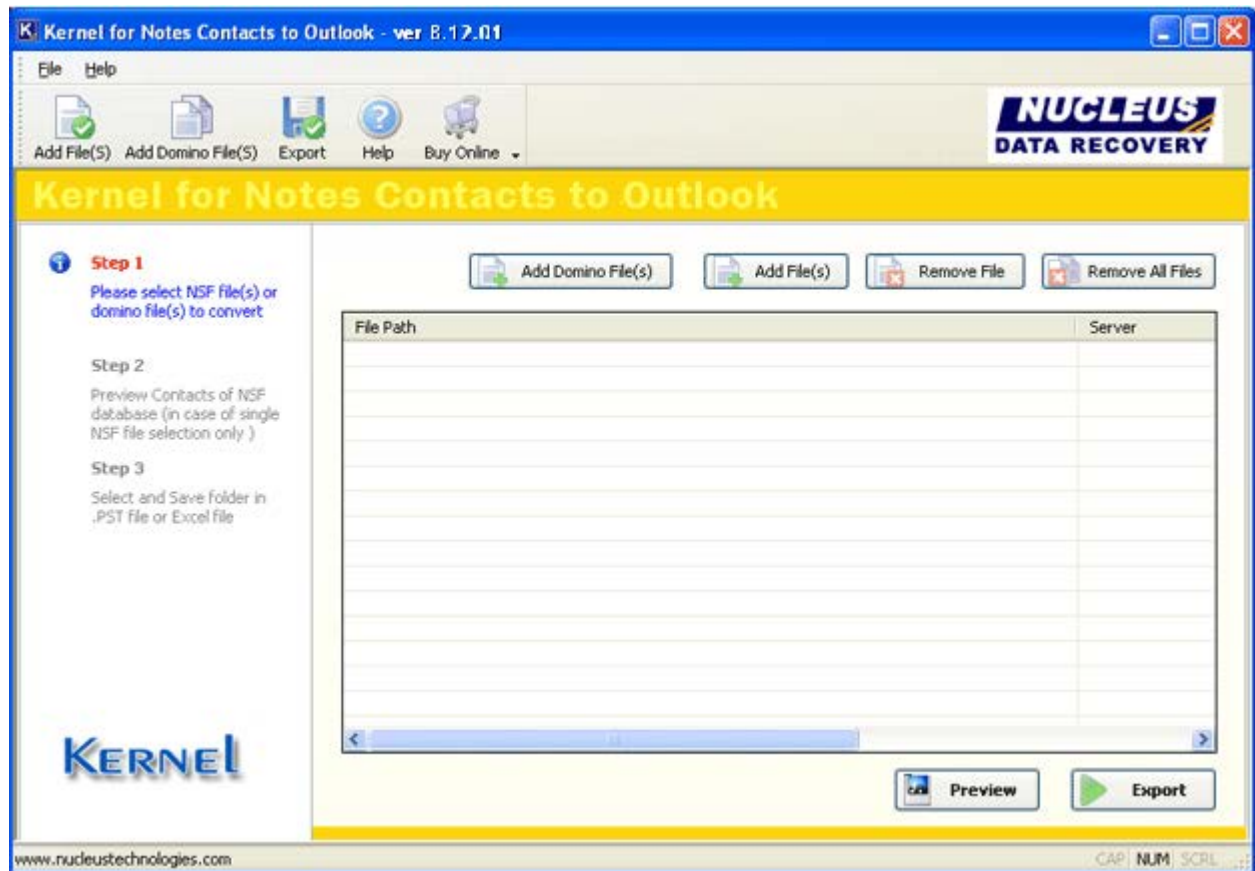 Kernel for Notes Contacts to Outlook - ver 8.12.01
File Help
Add File(S) Add Domino File(S) Export Help Buy Online
NUCLEUS
DATA RECOVERY
Kernel for Notes Contacts to Outlook
Step 1
Please select NSF file(s) or
domino file(s) to convert
Step 2
Preview Contacts of NSF
database (in case of single
NSF file selection only )
Step 3
Select and Save folder in
.PST file or Excel file
KERNEL
Add Domino File(s) Add File(s) Remove File Remove All Files
File Path Server
Preview Export
www.nucleustechnologies.com CAP NUM SCRL